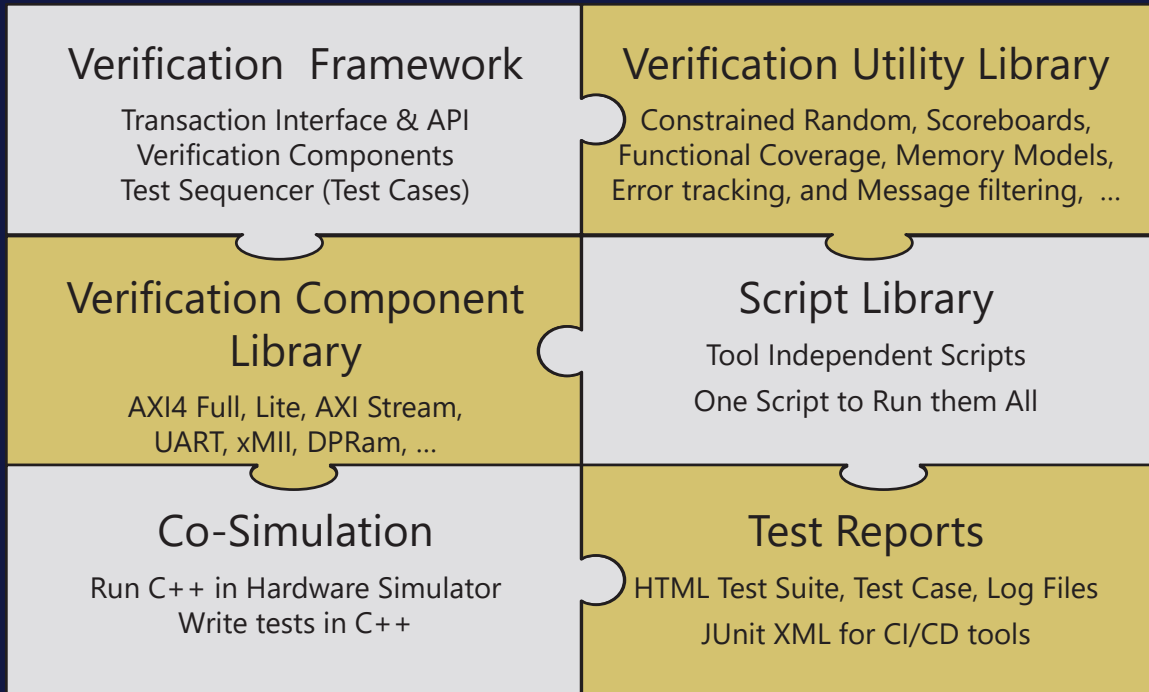 Verification Framework
Transaction Interface & API
Verification Components
Test Sequencer (Test Cases)
Verification Utility Library
Constrained Random, Scoreboards,
Functional Coverage, Memory Models,
Error tracking, and Message filtering, ...
Verification Component
Library
AXI4 Full, Lite, AXI Stream,
UART, xMII, DPRam, ...
Script Library
Tool Independent Scripts
One Script to Run them All
Co-Simulation
Run C++ in Hardware Simulator
Write tests in C++
Test Reports
HTML Test Suite, Test Case, Log Files
JUnit XML for CI/CD tools